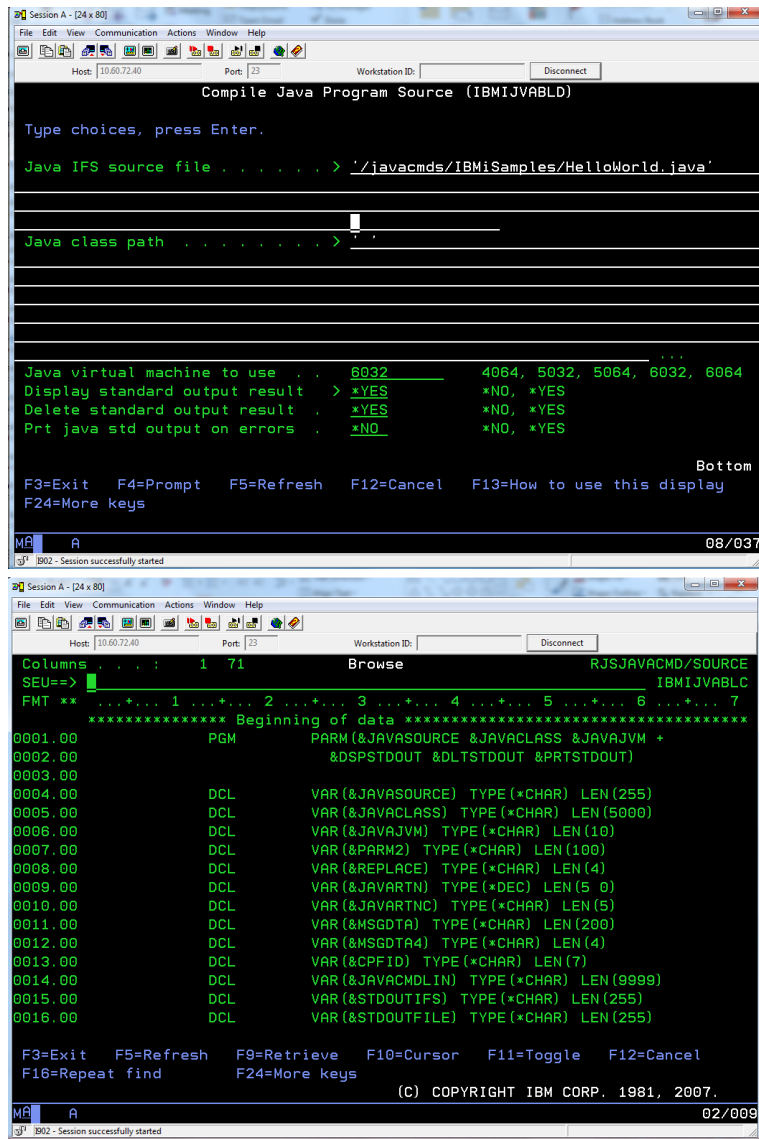 Session A - [24 x 80]
File Edit View Communication Actions Window Help
Host: 10.60.72.40 Port: 23 Workstation ID: Disconnect
Compile Java Program Source (IBMIJVABLD)
Type choices, press Enter.
Java IFS source file . . . . . . > '/javacmds/IBMiSamples/HelloWorld.java'
Java class path . . . . . . . . > ' '
...
Java virtual machine to use . . 6032 4064, 5032, 5064, 6032, 6064
Display standard output result > *YES *NO, *YES
Delete standard output result . *YES *NO, *YES
Prt java std output on errors . *NO *NO, *YES
Bottom
F3=Exit F4=Prompt F5=Refresh F12=Cancel F13=How to use this display
F24=More keys
MA A 08/037
I902 - Session successfully started
Session A - [24 x 80]
File Edit View Communication Actions Window Help
Host: 10.60.72.40 Port: 23 Workstation ID: Disconnect
Columns . . . : 1 71 Browse RJSJAVACMD/SOURCE
SEU==> IBMIJVABLC
FMT ** ...+... 1 ...+... 2 ...+... 3 ...+... 4 ...+... 5 ...+... 6 ...+... 7
*************** Beginning of data *************************************
0001.00 PGM PARM(&JAVASOURCE &JAVACLASS &JAVAJVM +
0002.00 &DSPSTDOUT &DLTSTDOUT &PRTSTDOUT)
0003.00
0004.00 DCL VAR(&JAVASOURCE) TYPE(*CHAR) LEN(255)
0005.00 DCL VAR(&JAVACLASS) TYPE(*CHAR) LEN(5000)
0006.00 DCL VAR(&JAVAJVM) TYPE(*CHAR) LEN(10)
0007.00 DCL VAR(&PARM2) TYPE(*CHAR) LEN(100)
0008.00 DCL VAR(&REPLACE) TYPE(*CHAR) LEN(4)
0009.00 DCL VAR(&JAVARTN) TYPE(*DEC) LEN(5 0)
0010.00 DCL VAR(&JAVARTNC) TYPE(*CHAR) LEN(5)
0011.00 DCL VAR(&MSGDTA) TYPE(*CHAR) LEN(200)
0012.00 DCL VAR(&MSGDTA4) TYPE(*CHAR) LEN(4)
0013.00 DCL VAR(&CPFID) TYPE(*CHAR) LEN(7)
0014.00 DCL VAR(&JAVACMDLIN) TYPE(*CHAR) LEN(9999)
0015.00 DCL VAR(&STDOUTIFS) TYPE(*CHAR) LEN(255)
0016.00 DCL VAR(&STDOUTFILE) TYPE(*CHAR) LEN(255)
F3=Exit F5=Refresh F9=Retrieve F10=Cursor F11=Toggle F12=Cancel
F16=Repeat find F24=More keys
(C) COPYRIGHT IBM CORP. 1981, 2007.
MA A 02/009
I902 - Session successfully started